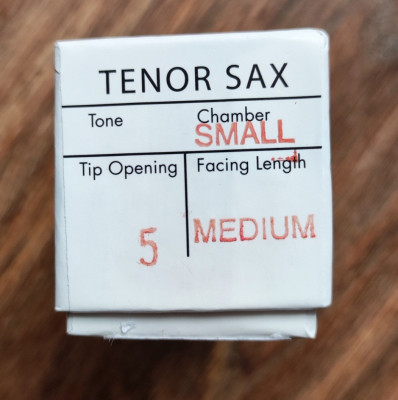 TENOR SAX
Tone Chamber
SMALL
Tip Opening Facing Length
5 MEDIUM